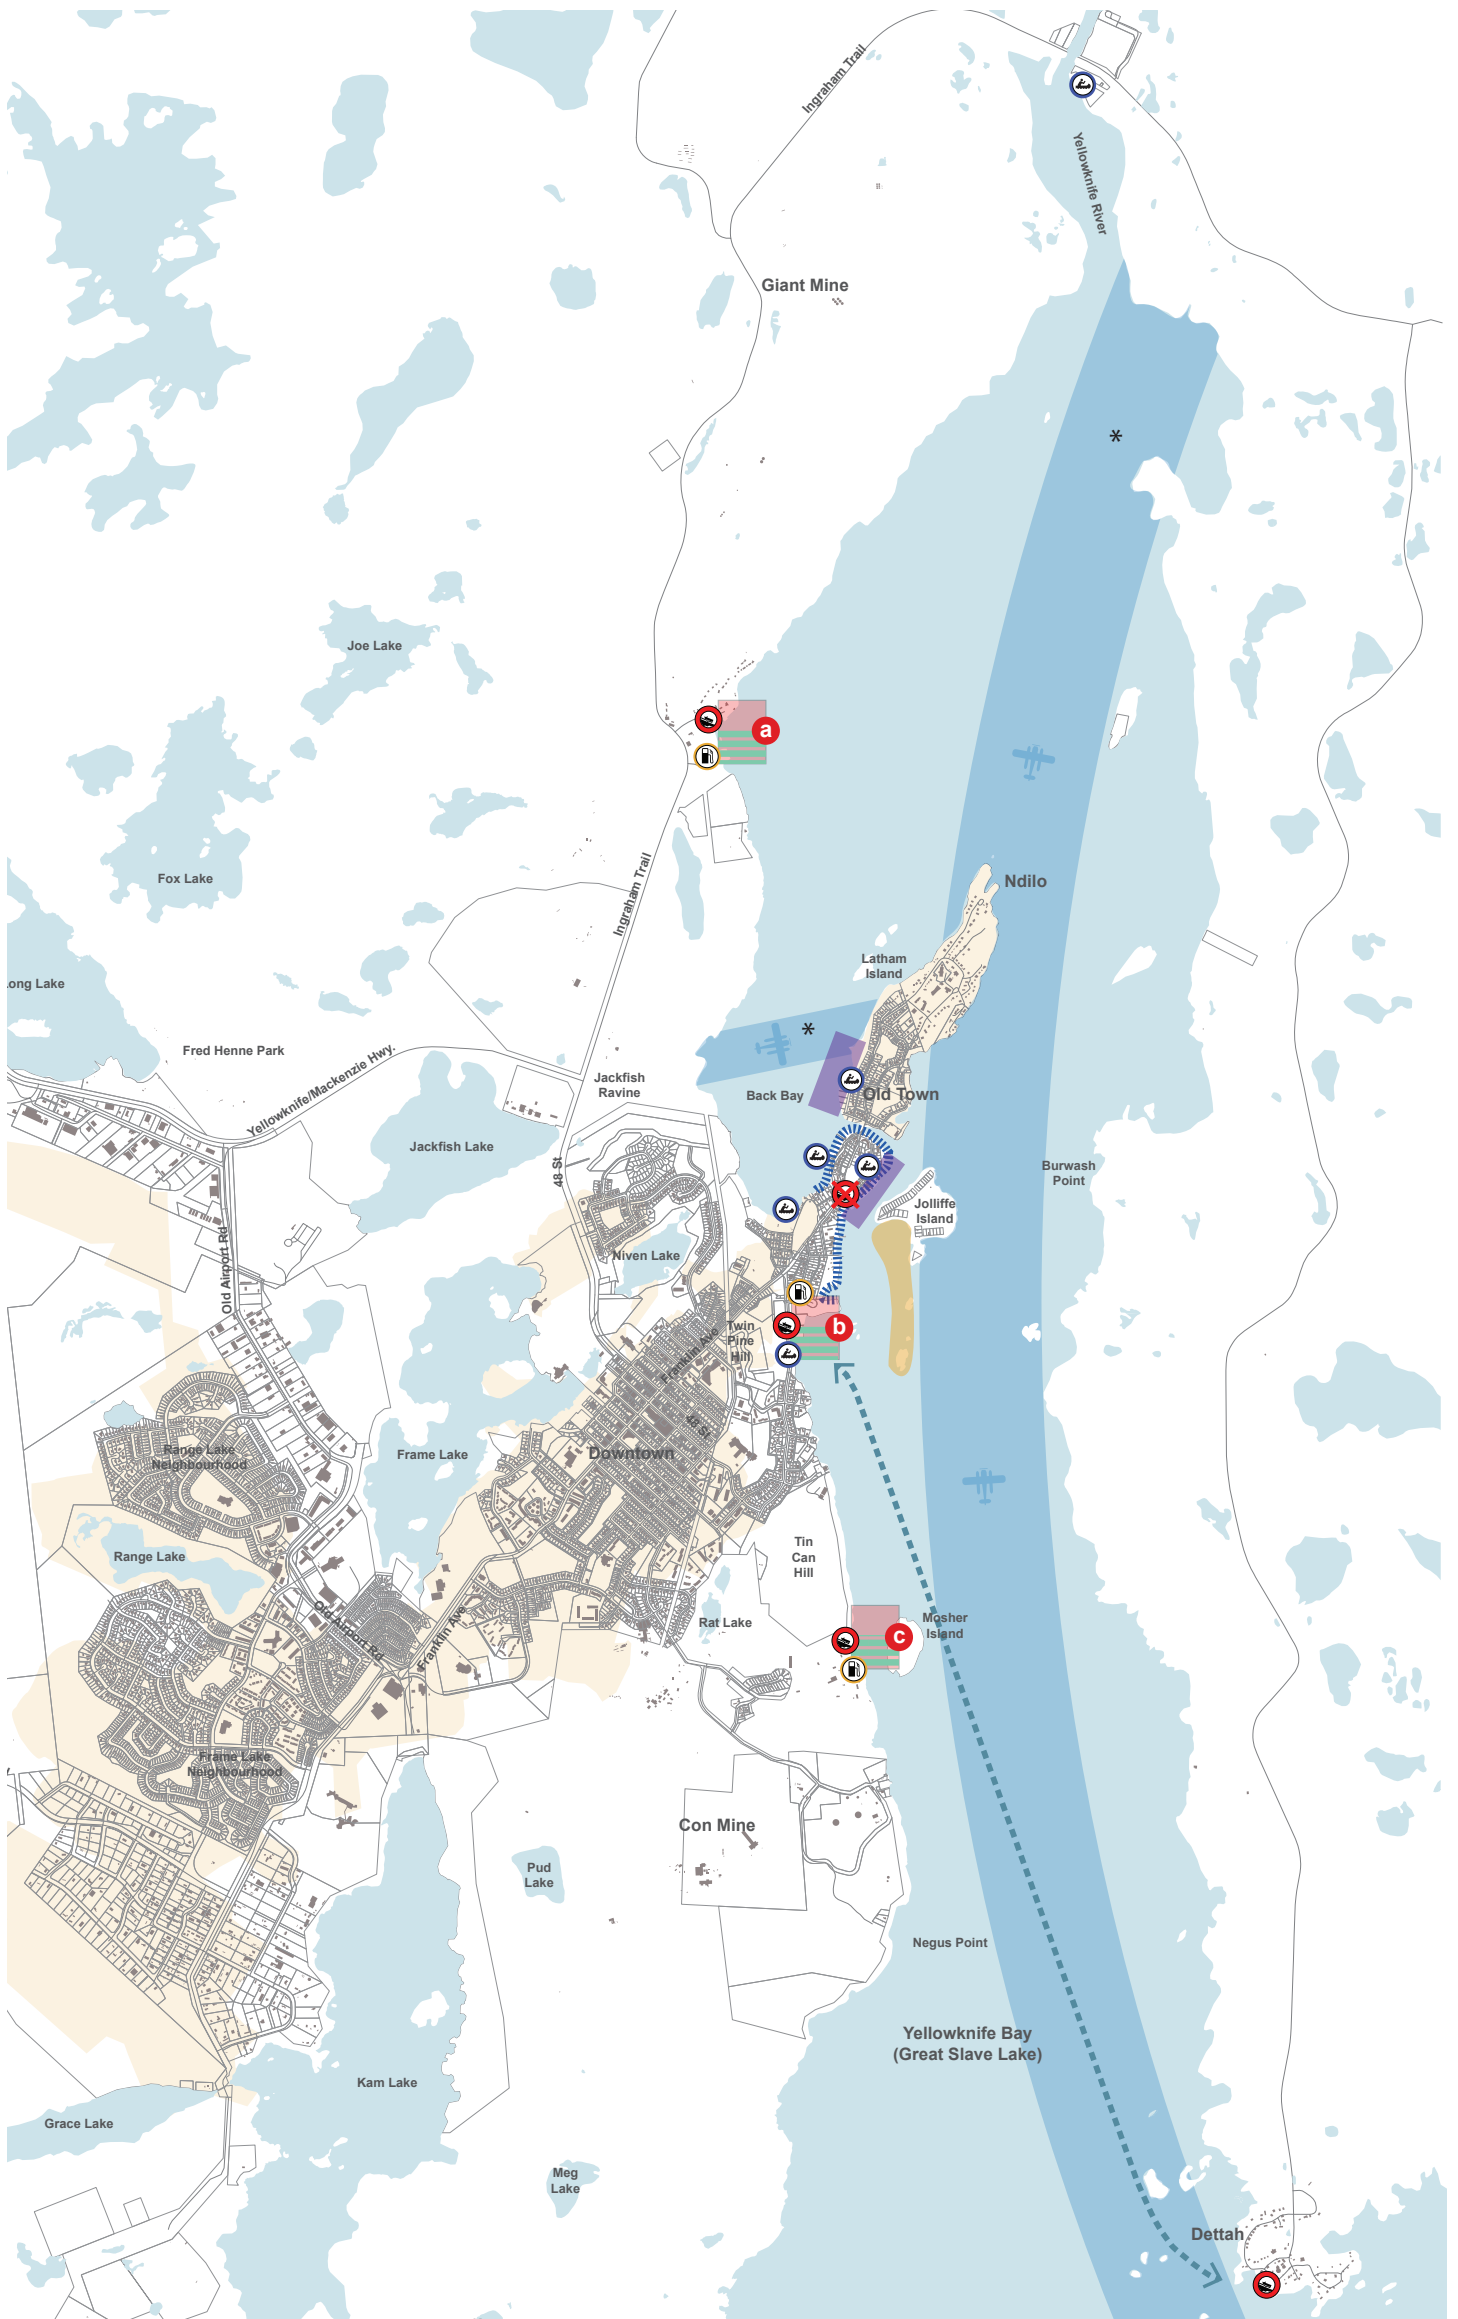 Ingraham Trail
Yellowknife River
Giant Mine
*
Joe Lake
a
Ingraham Trail
Fox Lake
Ndilo
Latham
Island
ong Lake
*
Fred Henne Park
Yellowknife/Mackenzie Hwy.
Jackfish
Ravine
Back Bay
Old Town
Jackfish Lake
48 St
Burwash
Point
Jolliffe
Island
Old Airport Rd
Niven Lake
b
Twin
Pine
Hill
Franklin Ave
48 St
Range Lake
Neighbourhood
Frame Lake
Downtown
Range Lake
Tin
Can
Hill
Old Airport Rd
Franklin Ave
Rat Lake
c
Mosher
Island
Frame Lake
Neighbourhood
Con Mine
Pud
Lake
Negus Point
Yellowknife Bay
(Great Slave Lake)
Kam Lake
Grace Lake
Meg
Lake
Dettah